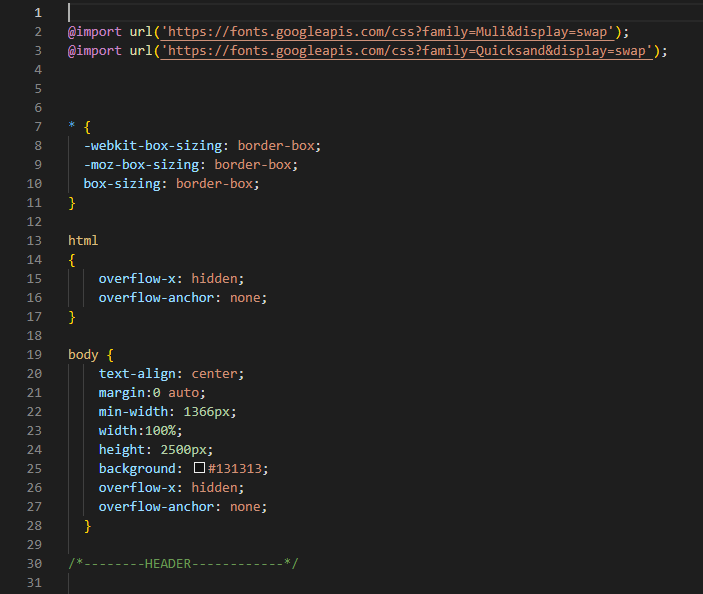 1
2 @import url('https://fonts.googleapis.com/css?family=Muli&display=swap');
3 @import url('https://fonts.googleapis.com/css?family=Quicksand&display=swap');
4
5
6
7 * {
8   -webkit-box-sizing: border-box;
9   -moz-box-sizing: border-box;
10   box-sizing: border-box;
11 }
12
13 html
14 {
15     overflow-x: hidden;
16     overflow-anchor: none;
17 }
18
19 body {
20     text-align: center;
21     margin:0 auto;
22     min-width: 1366px;
23     width:100%;
24     height: 2500px;
25     background: #131313;
26     overflow-x: hidden;
27     overflow-anchor: none;
28   }
29
30 /*--------HEADER------------*/
31